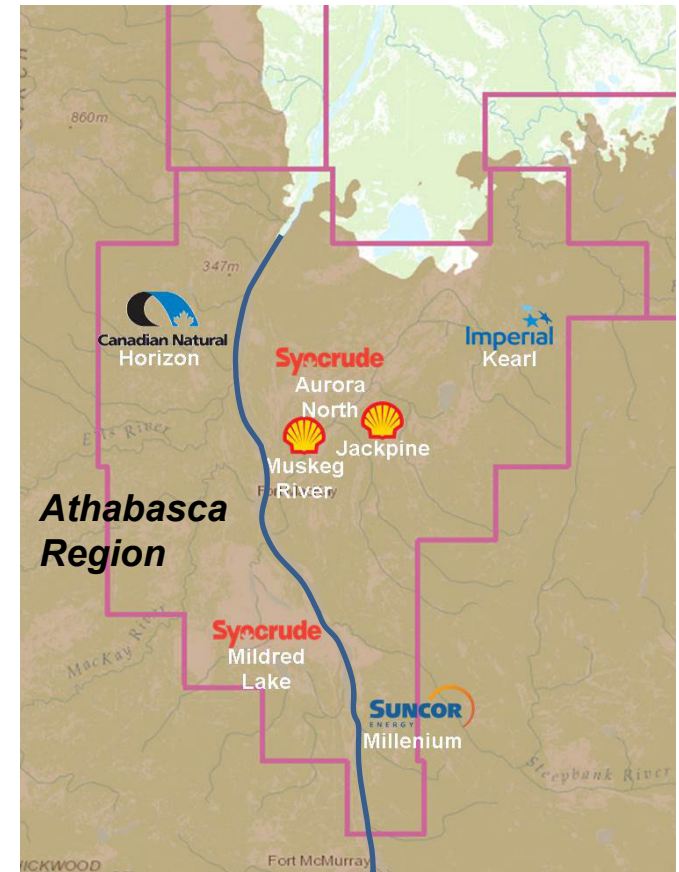 860m
347m
Canadian Natural
Horizon
Imperial
Kearl
Syncrude
Aurora
North
Jackpine
Muskeg
River
Ells River
Athabasca
Region
MacKay River
Syncrude
Mildred
Lake
SUNCOR
ENERGY
Millenium
Steepbank River
Fort McMurray